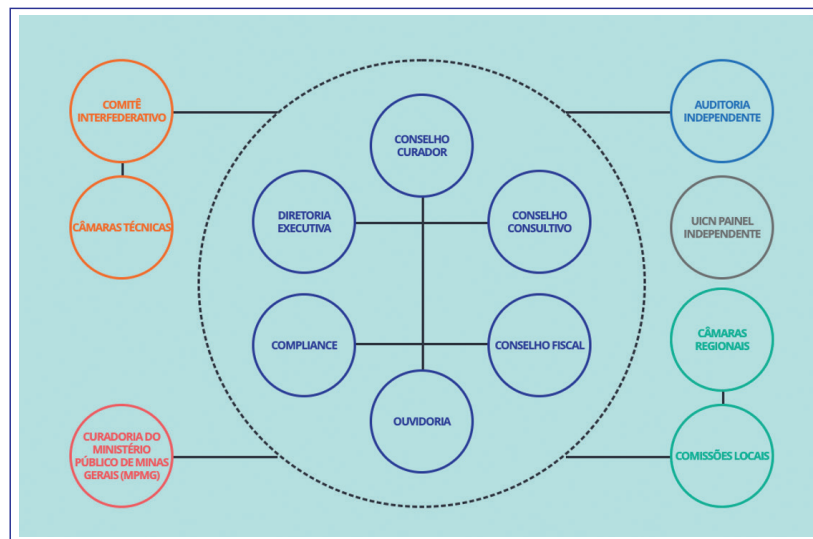 COMITÊ
INTERFEDERATIVO
CÂMARAS TÉCNICAS
CONSELHO
CURADOR
DIRETORIA
EXECUTIVA
CONSELHO
CONSULTIVO
COMPLIANCE
CONSELHO FISCAL
OUVIDORIA
CURADORIA DO
MINISTÉRIO
PÚBLICO DE MINAS
GERAIS (MPMG)
AUDITORIA
INDEPENDENTE
UICN PAINEL
INDEPENDENTE
CÂMARAS
REGIONAIS
COMISSÕES LOCAIS